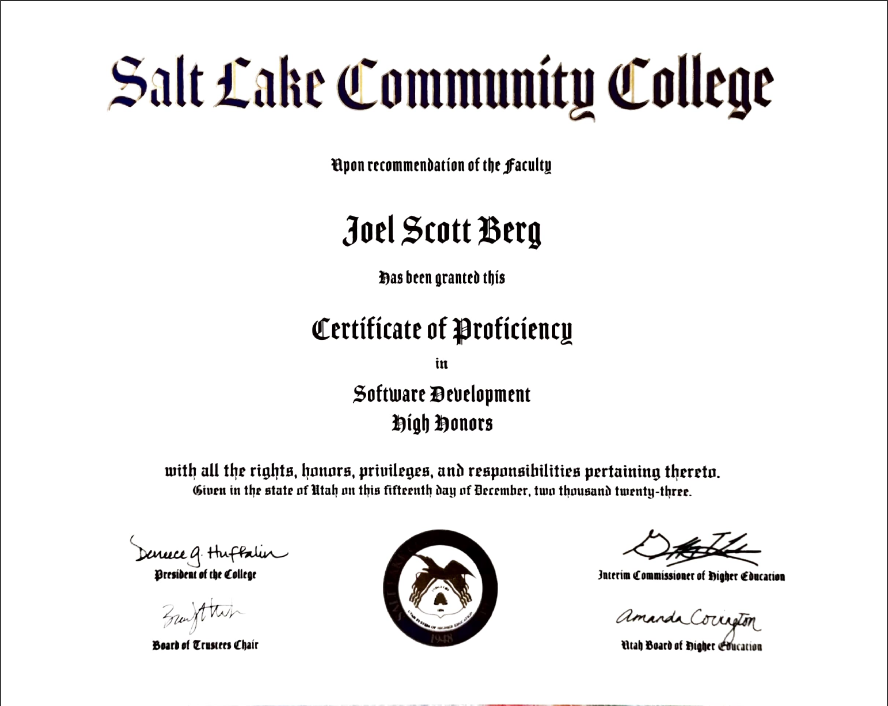 Salt Lake Community College
Upon recommendation of the Faculty
Joel Scott Berg
Has been granted this
Certificate of Proficiency
in
Software Development
High Honors
with all the rights, honors, privileges, and responsibilities pertaining thereto.
Given in the state of Utah on this fifteenth day of December, two thousand twenty-three.
Deneece G. Huftalin
President of the College
Board of Trustees Chair
1948
Interim Commissioner of Higher Education
Amanda Covington
Utah Board of Higher Education